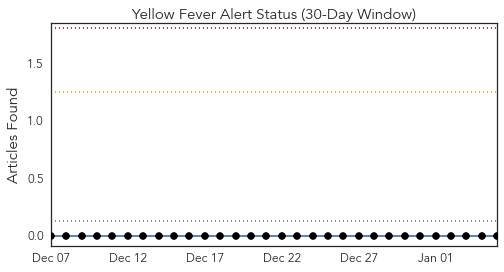 Yellow Fever Alert Status (30-Day Window)
Articles Found
1.5
1.0
0.5
0.0
Dec 07 Dec 12 Dec 17 Dec 22 Dec 27 Jan 01